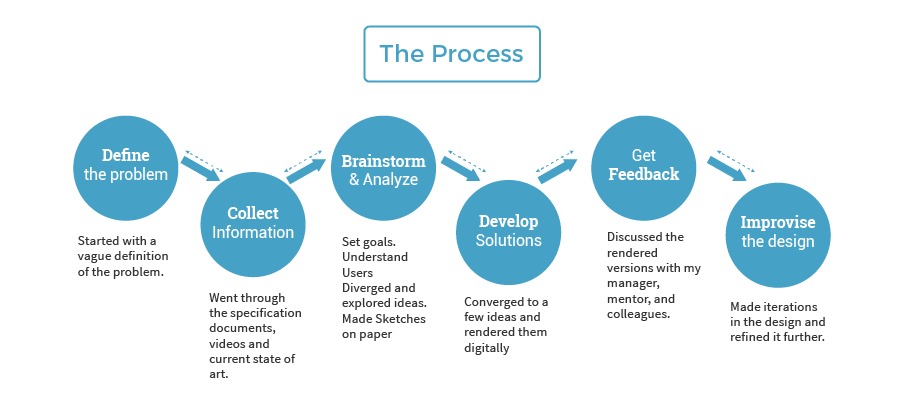 The Process
Define
the problem
Started with a
vague definition
of the problem.
Collect
Information
Went through
the specification
documents,
videos and
current state of
art.
Brainstorm
& Analyze
Set goals.
Understand
Users
Diverged and
explored ideas.
Made Sketches
on paper
Develop
Solutions
Converged to a
few ideas and
rendered them
digitally
Get
Feedback
Discussed the
rendered
versions with my
manager,
mentor, and
colleagues.
Improvise
the design
Made iterations
in the design and
refined it further.